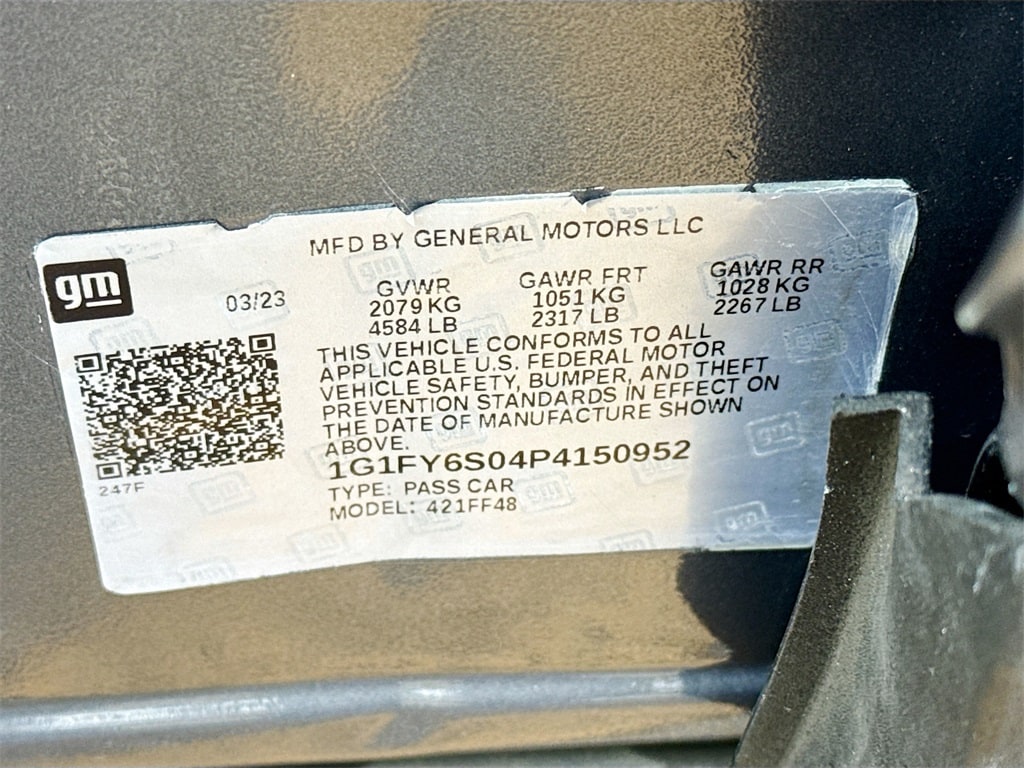 MFD BY GENERAL MOTORS LLC
gm
03/23
GVWR
2079 KG
4584 LB
GAWR FRT
1051 KG
2317 LB
GAWR RR
1028 KG
2267 LB
THIS VEHICLE CONFORMS TO ALL
APPLICABLE U.S. FEDERAL MOTOR
VEHICLE SAFETY, BUMPER, AND THEFT
PREVENTION STANDARDS IN EFFECT ON
THE DATE OF MANUFACTURE SHOWN
ABOVE.
1G1FY6S04P4150952
TYPE: PASS CAR
MODEL: 421FF48
247F